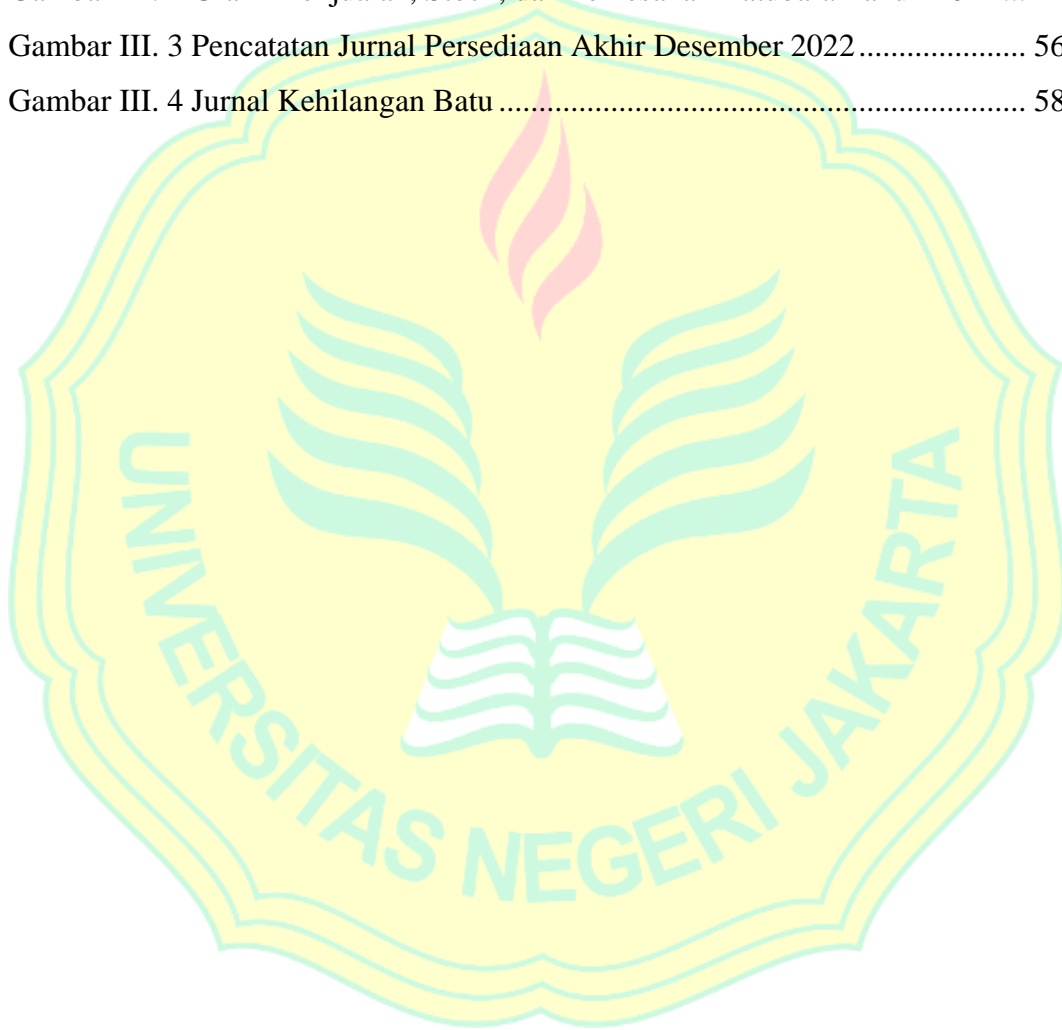 Gambar III. 3 Pencatatan Jurnal Persediaan Akhir Desember 2022 .................... 56
Gambar III. 4 Jurnal Kehilangan Batu ................................................................... 58
UNIVERSITAS NEGERI JAKARTA